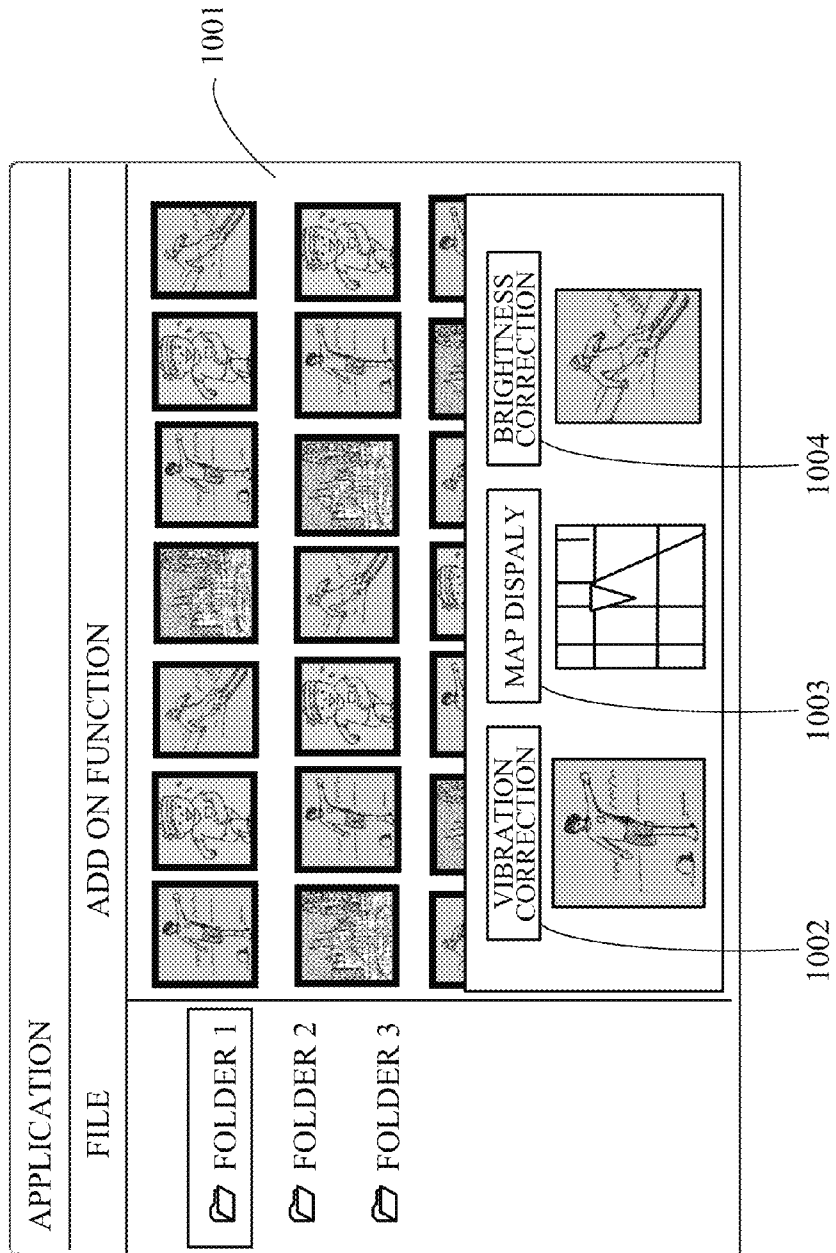 APPLICATION
FILE
ADD ON FUNCTION
FOLDER 1
FOLDER 2
FOLDER 3
1001
VIBRATION
CORRECTION
MAP DISPALY
BRIGHTNESS
CORRECTION
1002
1003
1004